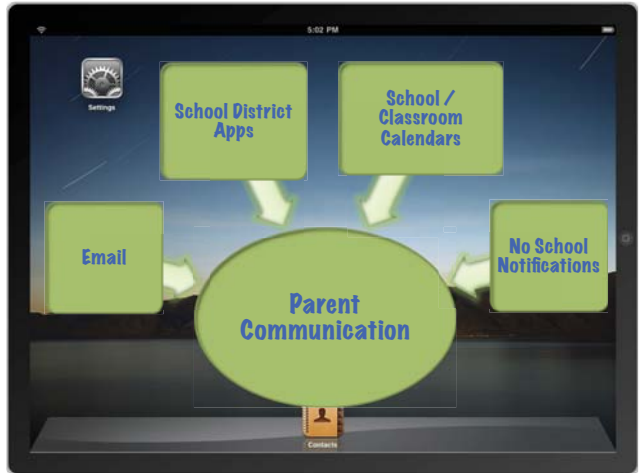 5:02 PM
Settings
School District
Apps
School /
Classroom
Calendars
Email
No School
Notifications
Parent
Communication
Contacts